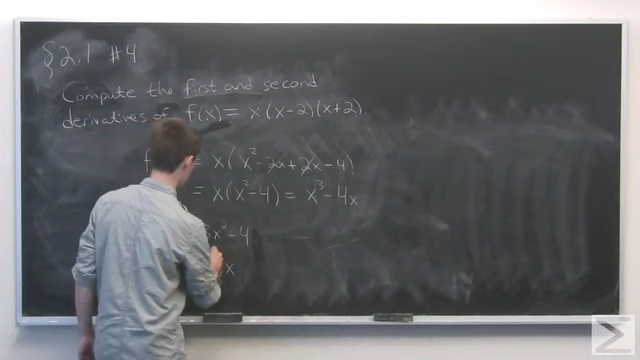 §2.1 #4
Compute the first and second
derivatives of f(x) = x(x-2)(x+2).
f = x(x²-2x+2x-4)
= x(x²-4) = x³-4x
3x²-4
x
Σ